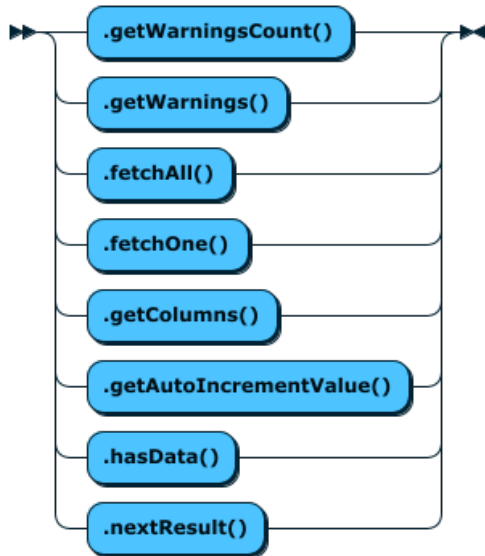 .getWarningsCount()
.getWarnings()
.fetchAll()
.fetchOne()
.getColumns()
.getAutoIncrementValue()
.hasData()
.nextResult()